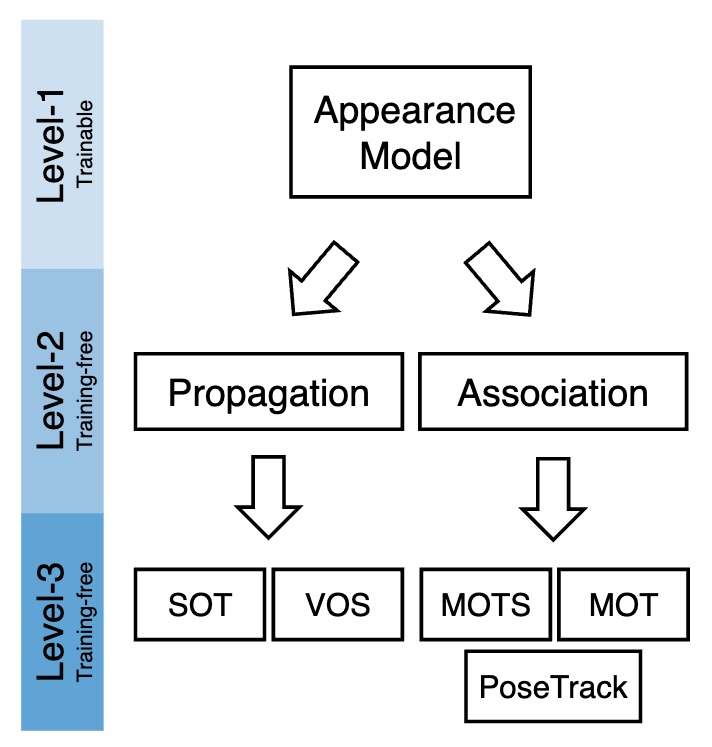 Level-1
Trainable
Appearance
Model
Level-2
Training-free
Propagation
Association
Level-3
Training-free
SOT
VOS
MOTS
MOT
PoseTrack